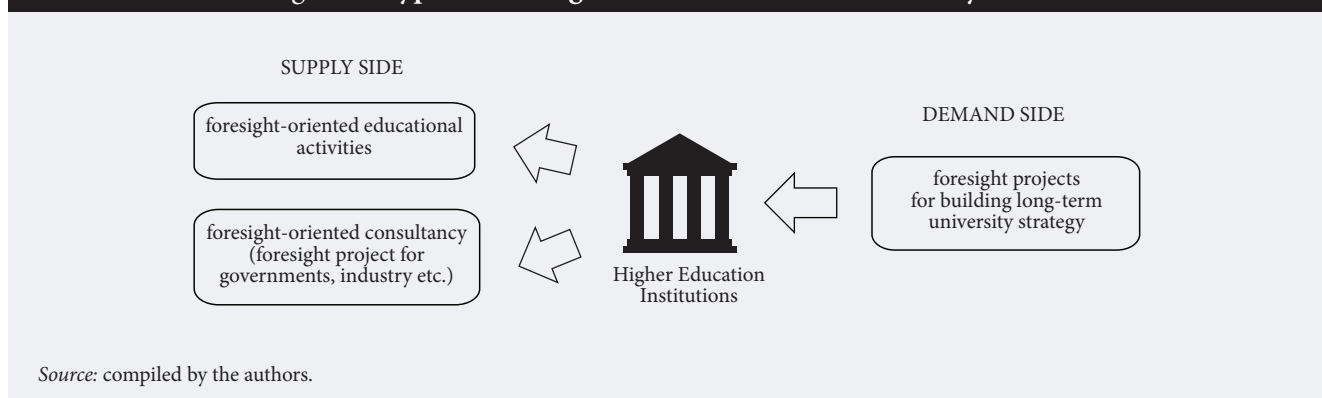 SUPPLY SIDE
foresight-oriented educational
activities
foresight-oriented consultancy
(foresight project for
governments, industry etc.)
Higher Education
Institutions
DEMAND SIDE
foresight projects
for building long-term
university strategy
Source: compiled by the authors.